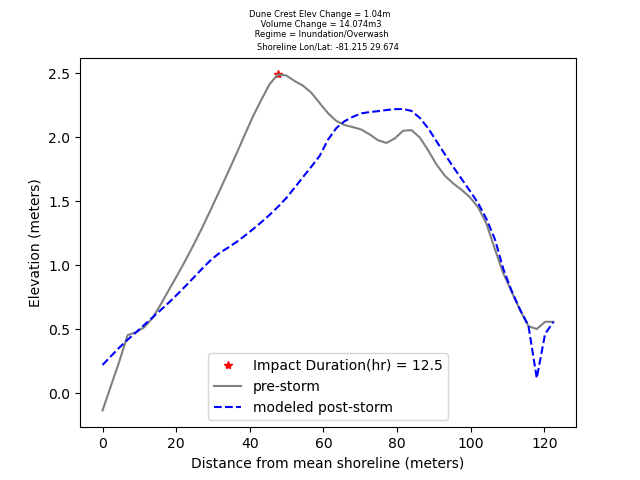 Dune Crest Elev Change = 1.04m
Volume Change = 14.074m3
Regime = Inundation/Overwash
Shoreline Lon/Lat: -81.215 29.674
2.5
2.0
1.5
1.0
0.5
0.0
Elevation (meters)
Impact Duration(hr) = 12.5
pre-storm
modeled post-storm
0 20 40 60 80 100 120
Distance from mean shoreline (meters)